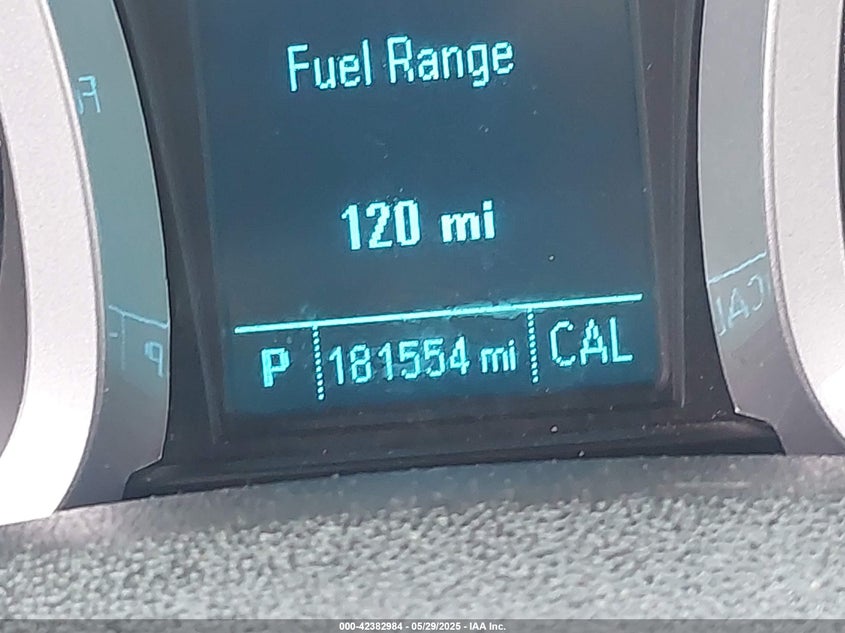 Fuel Range
120 mi
P 181554 mi CAL
000-42382984 - 05/29/2025 - IAA Inc.